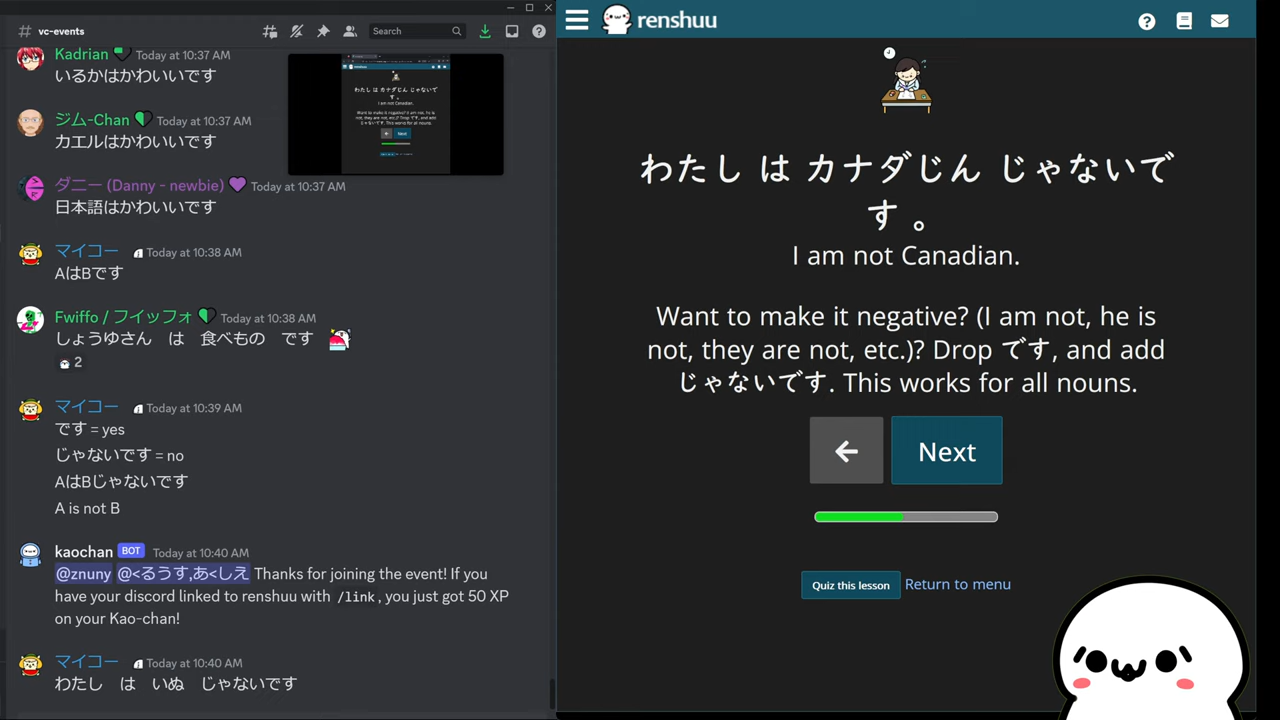 # vc-events
Search
Kadrian Today at 10:37 AM
いるかはかわいいです
ジム-Chan Today at 10:37 AM
カエルはかわいいです
ダニー (Danny - newbie) Today at 10:37 AM
日本語はかわいいです
マイコー Today at 10:38 AM
AはBです
Fwiffo / フイッフォ Today at 10:38 AM
しょうゆさん は 食べもの です
2
マイコー Today at 10:39 AM
です = yes
じゃないです = no
AはBじゃないです
A is not B
kaochan BOT Today at 10:40 AM
@znuny @<るうす,あ<しえ Thanks for joining the event! If you
have your discord linked to renshuu with /link, you just got 50 XP
on your Kao-chan!
マイコー Today at 10:40 AM
わたし は いぬ じゃないです
renshuu
わたし は カナダじん じゃないで
す 。
I am not Canadian.
Want to make it negative? (I am not, he is
not, they are not, etc.)? Drop です, and add
じゃないです. This works for all nouns.
Next
Quiz this lesson Return to menu